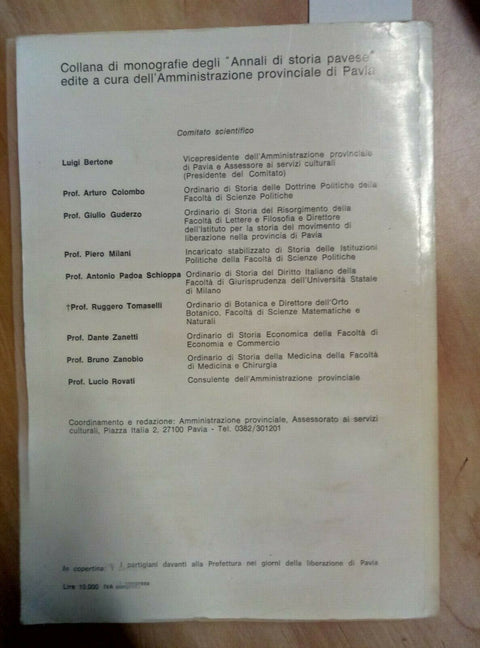 Collana di monografie degli "Annali di storia pavese"
edite a cura dell'Amministrazione provinciale di Pavia
Comitato scientifico
Luigi Bertone Vicepresidente dell'Amministrazione provinciale
di Pavia e Assessore ai servizi culturali
(Presidente del Comitato)
Prof. Arturo Colombo Ordinario di Storia delle Dottrine Politiche della
Facoltà di Scienze Politiche
Prof. Giulio Guderzo Ordinario di Storia del Risorgimento della
Facoltà di Lettere e Filosofia e Direttore
dell'Istituto per la storia del movimento di
liberazione nella provincia di Pavia
Prof. Piero Milani Incaricato stabilizzato di Storia delle Istituzioni
Politiche della Facoltà di Scienze Politiche
Prof. Antonio Padoa Schioppa Ordinario di Storia del Diritto Italiano della
Facoltà di Giurisprudenza dell'Università Statale
di Milano
†Prof. Ruggero Tomaselli Ordinario di Botanica e Direttore dell'Orto
Botanico, Facoltà di Scienze Matematiche e
Naturali
Prof. Dante Zanetti Ordinario di Storia Economica della Facoltà di
Economia e Commercio
Prof. Bruno Zanobio Ordinario di Storia della Medicina della Facoltà
di Medicina e Chirurgia
Prof. Lucio Rovati Consulente dell'Amministrazione provinciale
Coordinamento e redazione: Amministrazione provinciale, Assessorato ai servizi
culturali, Piazza Italia 2, 27100 Pavia - Tel. 0382/301201
In copertina: partigiani davanti alla Prefettura nei giorni della liberazione di Pavia
Lire 10.000 IVA